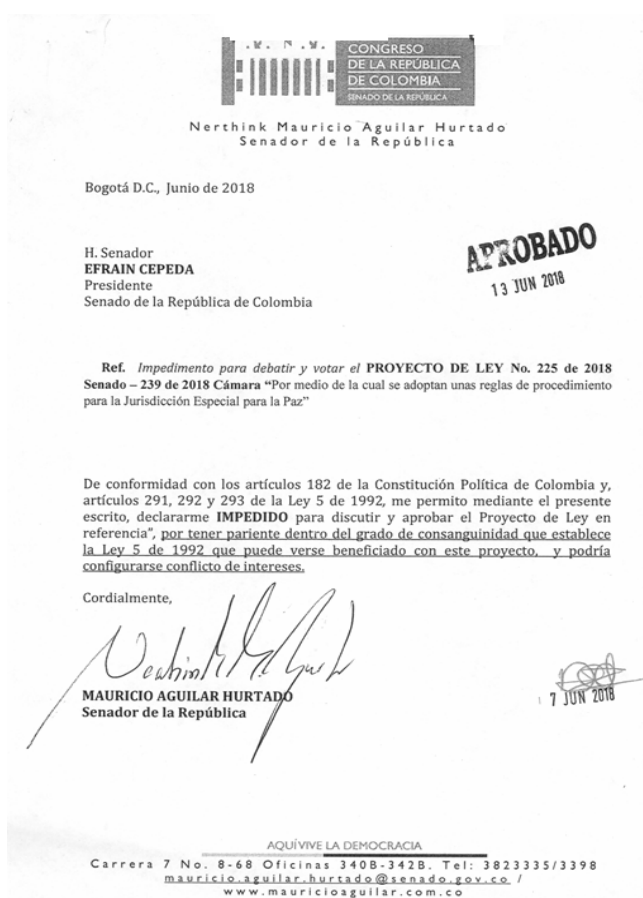 CONGRESO
DE LA REPÚBLICA
DE COLOMBIA
SENADO DE LA REPÚBLICA
Nerthink Mauricio Aguilar Hurtado
Senador de la República
Bogotá D.C., Junio de 2018
H. Senador
EFRAIN CEPEDA
Presidente
Senado de la República de Colombia
APROBADO
13 JUN 2018
Ref. Impedimento para debatir y votar el PROYECTO DE LEY No. 225 de 2018
Senado – 239 de 2018 Cámara “Por medio de la cual se adoptan unas reglas de procedimiento
para la Jurisdicción Especial para la Paz”
De conformidad con los artículos 182 de la Constitución Política de Colombia y,
artículos 291, 292 y 293 de la Ley 5 de 1992, me permito mediante el presente
escrito, declararme IMPEDIDO para discutir y aprobar el Proyecto de Ley en
referencia”, por tener pariente dentro del grado de consanguinidad que establece
la Ley 5 de 1992 que puede verse beneficiado con este proyecto, y podría
configurarse conflicto de intereses.
Cordialmente,
MAURICIO AGUILAR HURTADO
Senador de la República
7 JUN 2018
AQUÍ VIVE LA DEMOCRACIA
Carrera 7 No. 8-68 Oficinas 340B-342B. Tel: 3823335/3398
mauricio.aguilar.hurtado@senado.gov.co /
www.mauricioaguilar.com.co